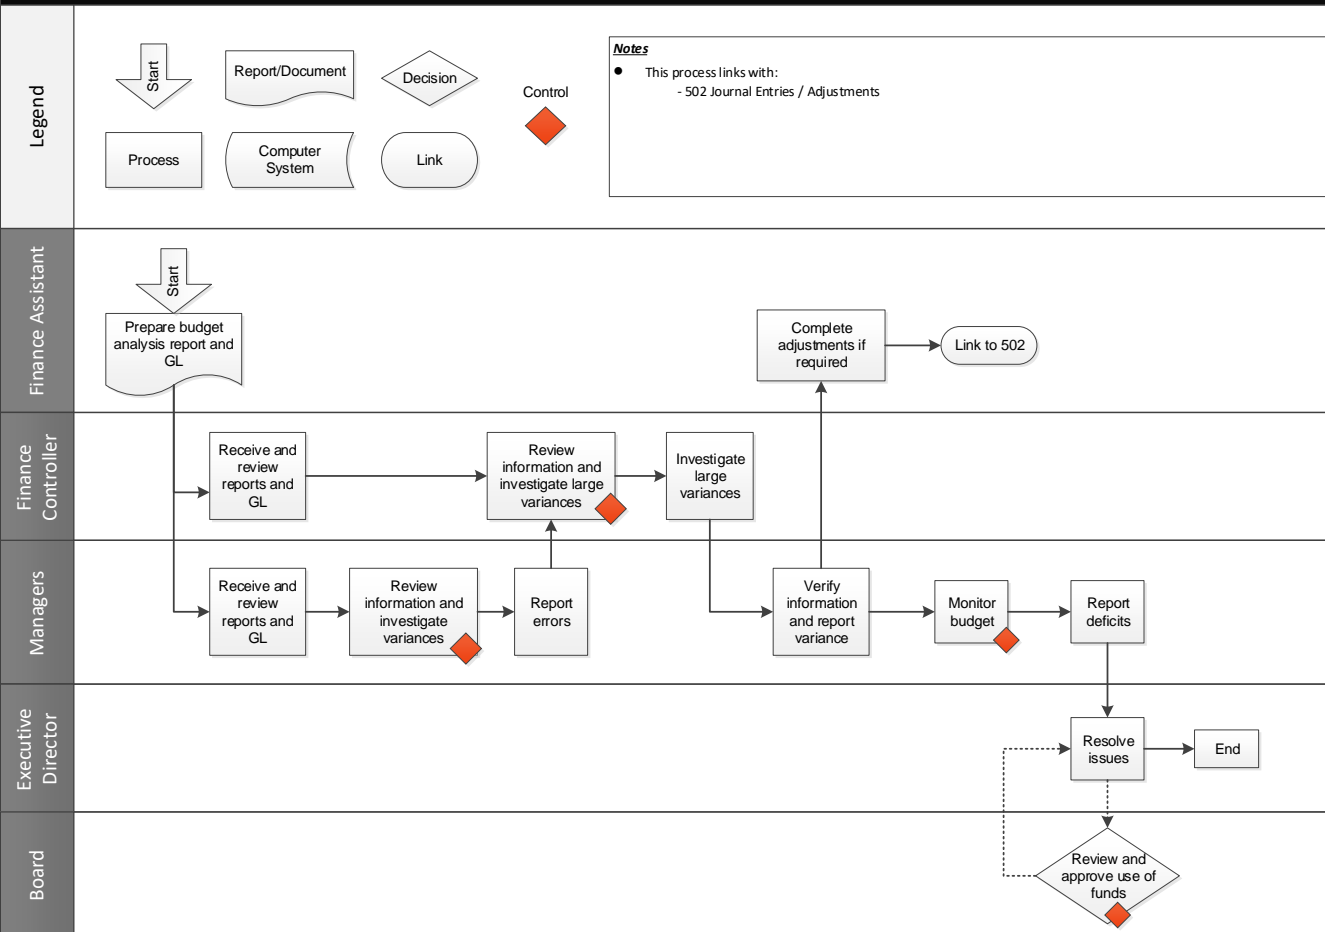 Legend
Start
Report/Document
Decision
Control
Process
Computer
System
Link
Notes
● This process links with:
- 502 Journal Entries / Adjustments
Finance Assistant
Start
Prepare budget
analysis report and
GL
Complete
adjustments if
required
Link to 502
Finance
Controller
Receive and
review
reports and
GL
Review
information and
investigate large
variances
Investigate
large
variances
Managers
Receive and
review
reports and
GL
Review
information and
investigate
variances
Report
errors
Verify
information
and report
variance
Monitor
budget
Report
deficits
Executive
Director
Resolve
issues
End
Board
Review and
approve use of
funds